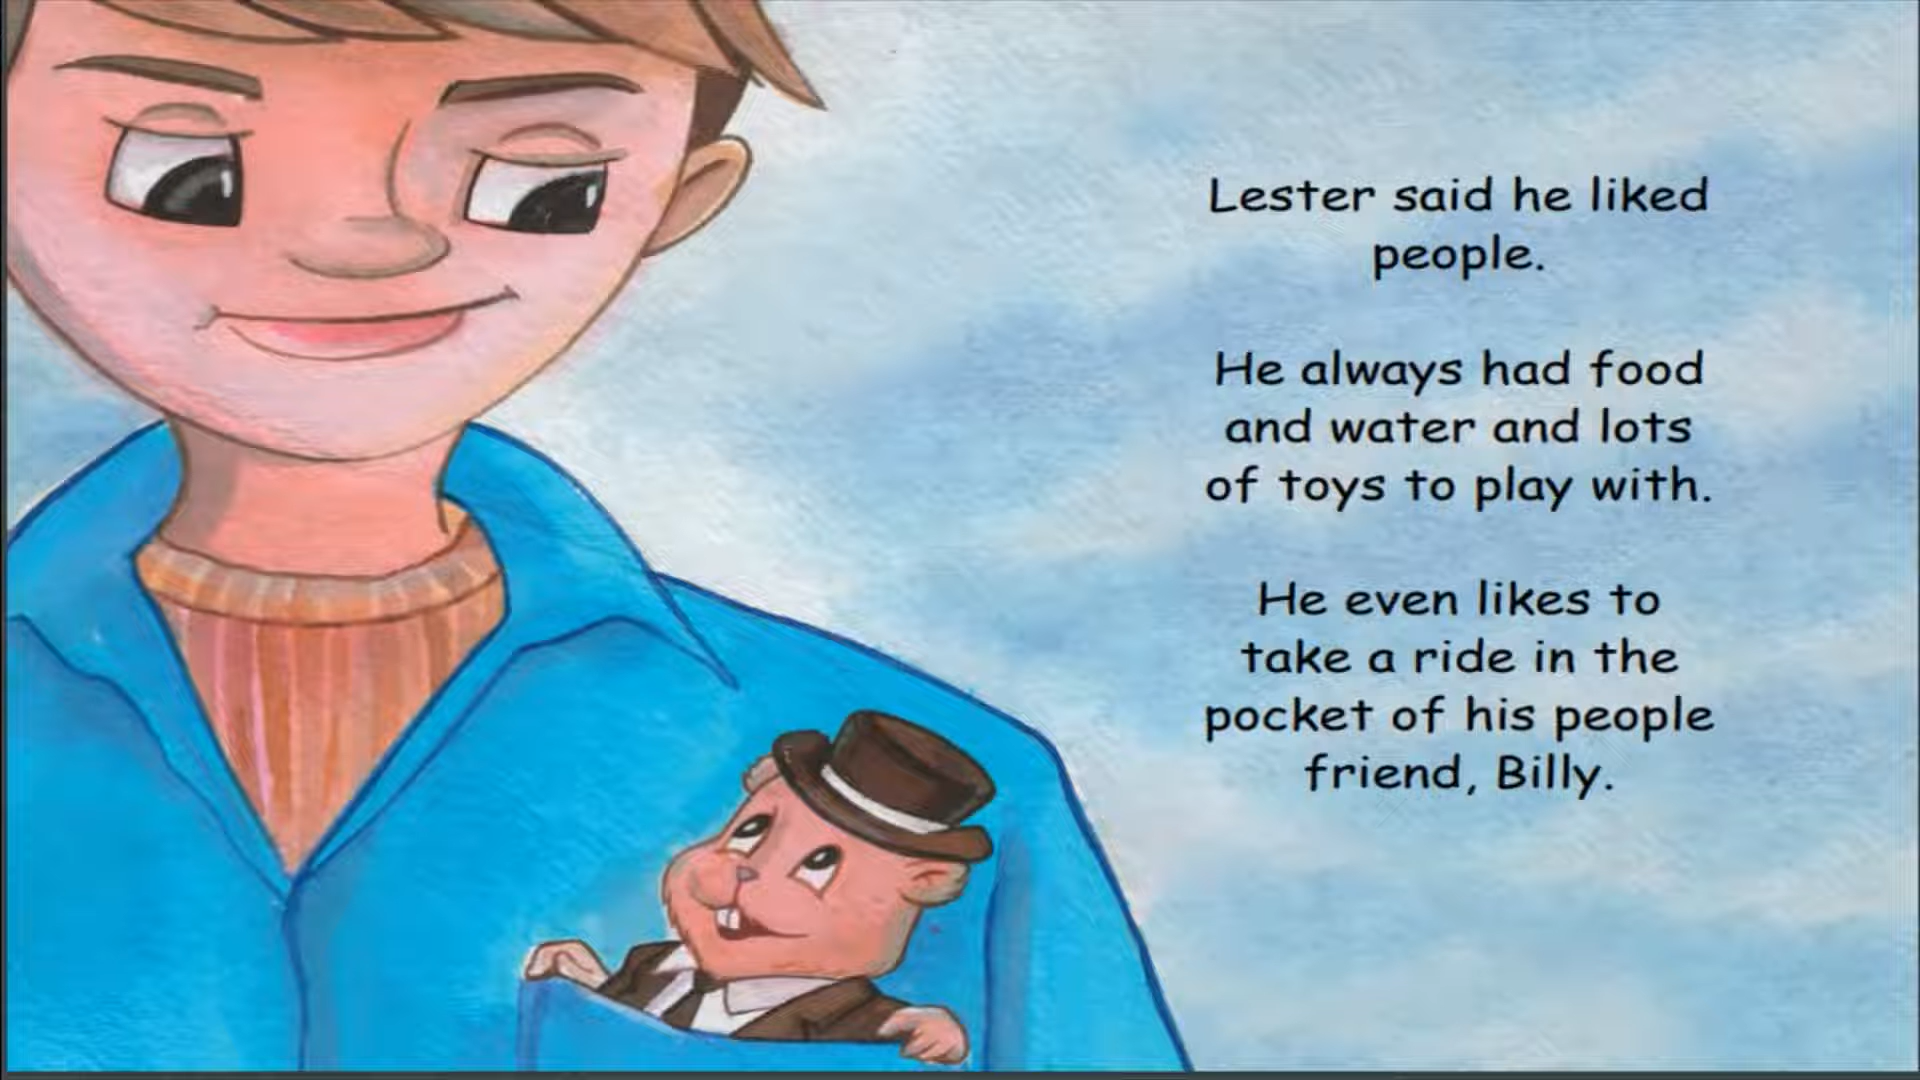 Lester said he liked
people.
He always had food
and water and lots
of toys to play with.
He even likes to
take a ride in the
pocket of his people
friend, Billy.